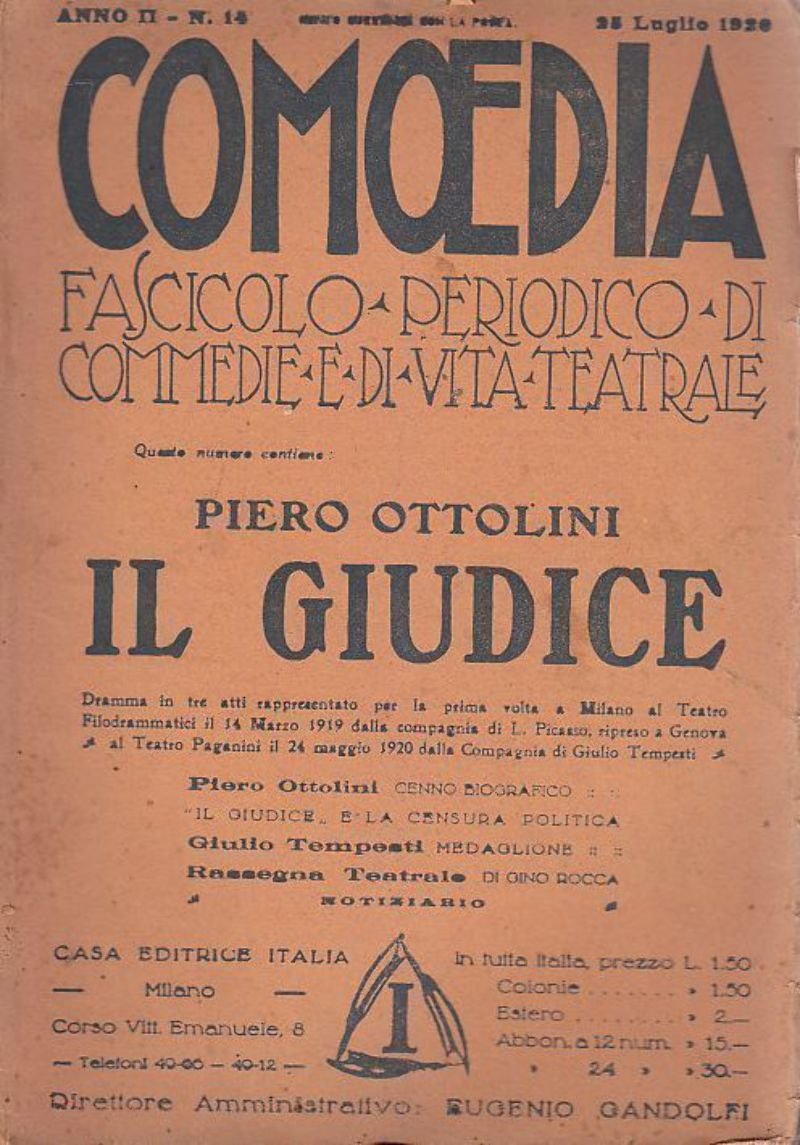 ANNO II - N. 14
CON LA POSTA.
25 Luglio 1920
COMŒDIA
FASCICOLO PERIODICO DI
COMMEDIE E DI VITA TEATRALE
Questo numero contiene:
PIERO OTTOLINI
IL GIUDICE
Dramma in tre atti rappresentato per la prima volta a Milano al Teatro
Filodrammatici il 14 Marzo 1919 dalla compagnia di L. Picasso, ripreso a Genova
al Teatro Paganini il 24 maggio 1920 dalla Compagnia di Giulio Tempesti
Piero Ottolini CENNO BIOGRAFICO :: ::
"IL GIUDICE„ E LA CENSURA POLITICA
Giulio Tempesti MEDAGLIONE :: ::
Rassegna Teatrale DI GINO ROCCA
NOTIZIARIO
CASA EDITRICE ITALIA
— Milano —
Corso Vitt. Emanuele, 8
— Telefoni 40-66 — 40-12 —
I
In tutta Italia, prezzo L. 1.50
Colonie ........ » 1.50
Estero .......... » 2.—
Abbon. a 12 num. » 15.—
» 24 » » 30.—
Direttore Amministrativo: EUGENIO GANDOLFI